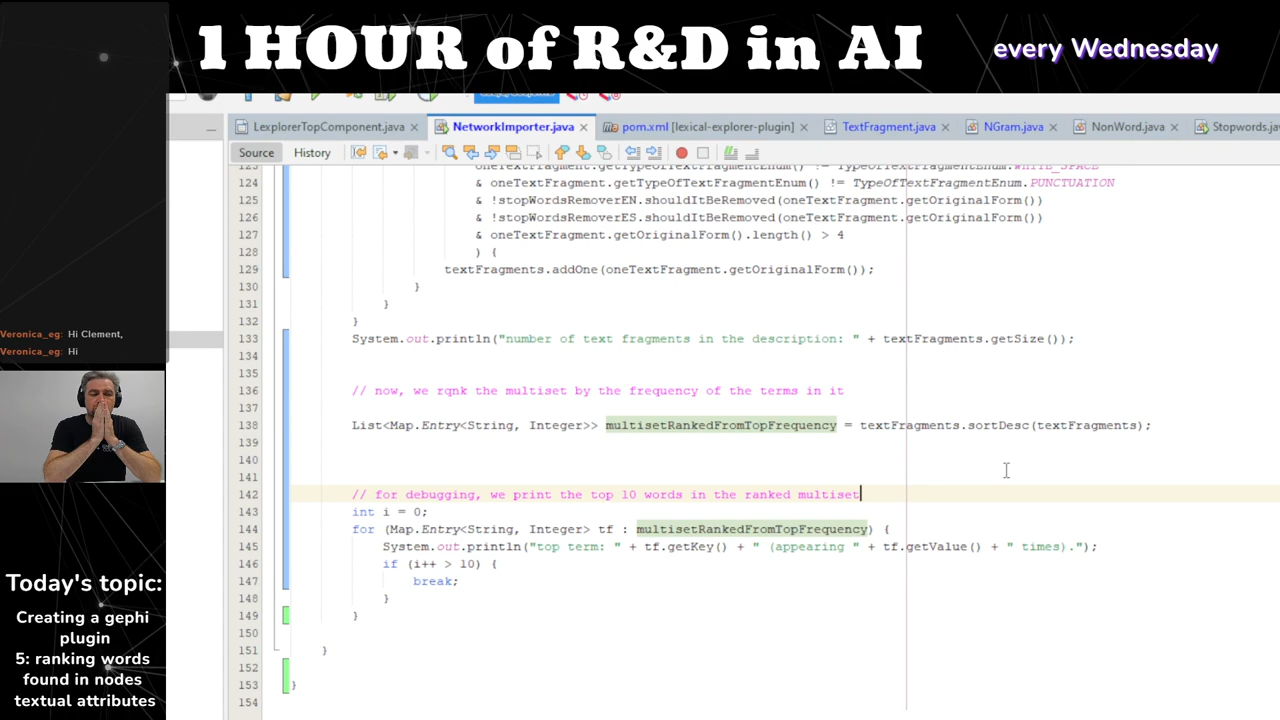 1 HOUR of R&D in AI
every Wednesday
LexplorerTopComponent.java
NetworkImporter.java
pom.xml [lexical-explorer-plugin]
TextFragment.java
NGram.java
NonWord.java
Stopwords.ja
Source
History
123 oneTextFragment.getTypeOfTextFragmentEnum() != TypeOfTextFragmentEnum.WHITE_SPACE
124 & oneTextFragment.getTypeOfTextFragmentEnum() != TypeOfTextFragmentEnum.PUNCTUATION
125 & !stopWordsRemoverEN.shouldItBeRemoved(oneTextFragment.getOriginalForm())
126 & !stopWordsRemoverES.shouldItBeRemoved(oneTextFragment.getOriginalForm())
127 & oneTextFragment.getOriginalForm().length() > 4
128 ) {
129 textFragments.addOne(oneTextFragment.getOriginalForm());
130 }
131 }
132 }
133 System.out.println("number of text fragments in the description: " + textFragments.getSize());
134
135
136 // now, we rqnk the multiset by the frequency of the terms in it
137
138 List<Map.Entry<String, Integer>> multisetRankedFromTopFrequency = textFragments.sortDesc(textFragments);
139
140
141
142 // for debugging, we print the top 10 words in the ranked multiset
143 int i = 0;
144 for (Map.Entry<String, Integer> tf : multisetRankedFromTopFrequency) {
145 System.out.println("top term: " + tf.getKey() + " (appearing " + tf.getValue() + " times).");
146 if (i++ > 10) {
147 break;
148 }
149 }
150
151 }
152
153 }
154
Veronica_eg: Hi Clement,
Veronica_eg: Hi
Today's topic:
Creating a gephi
plugin
5: ranking words
found in nodes
textual attributes